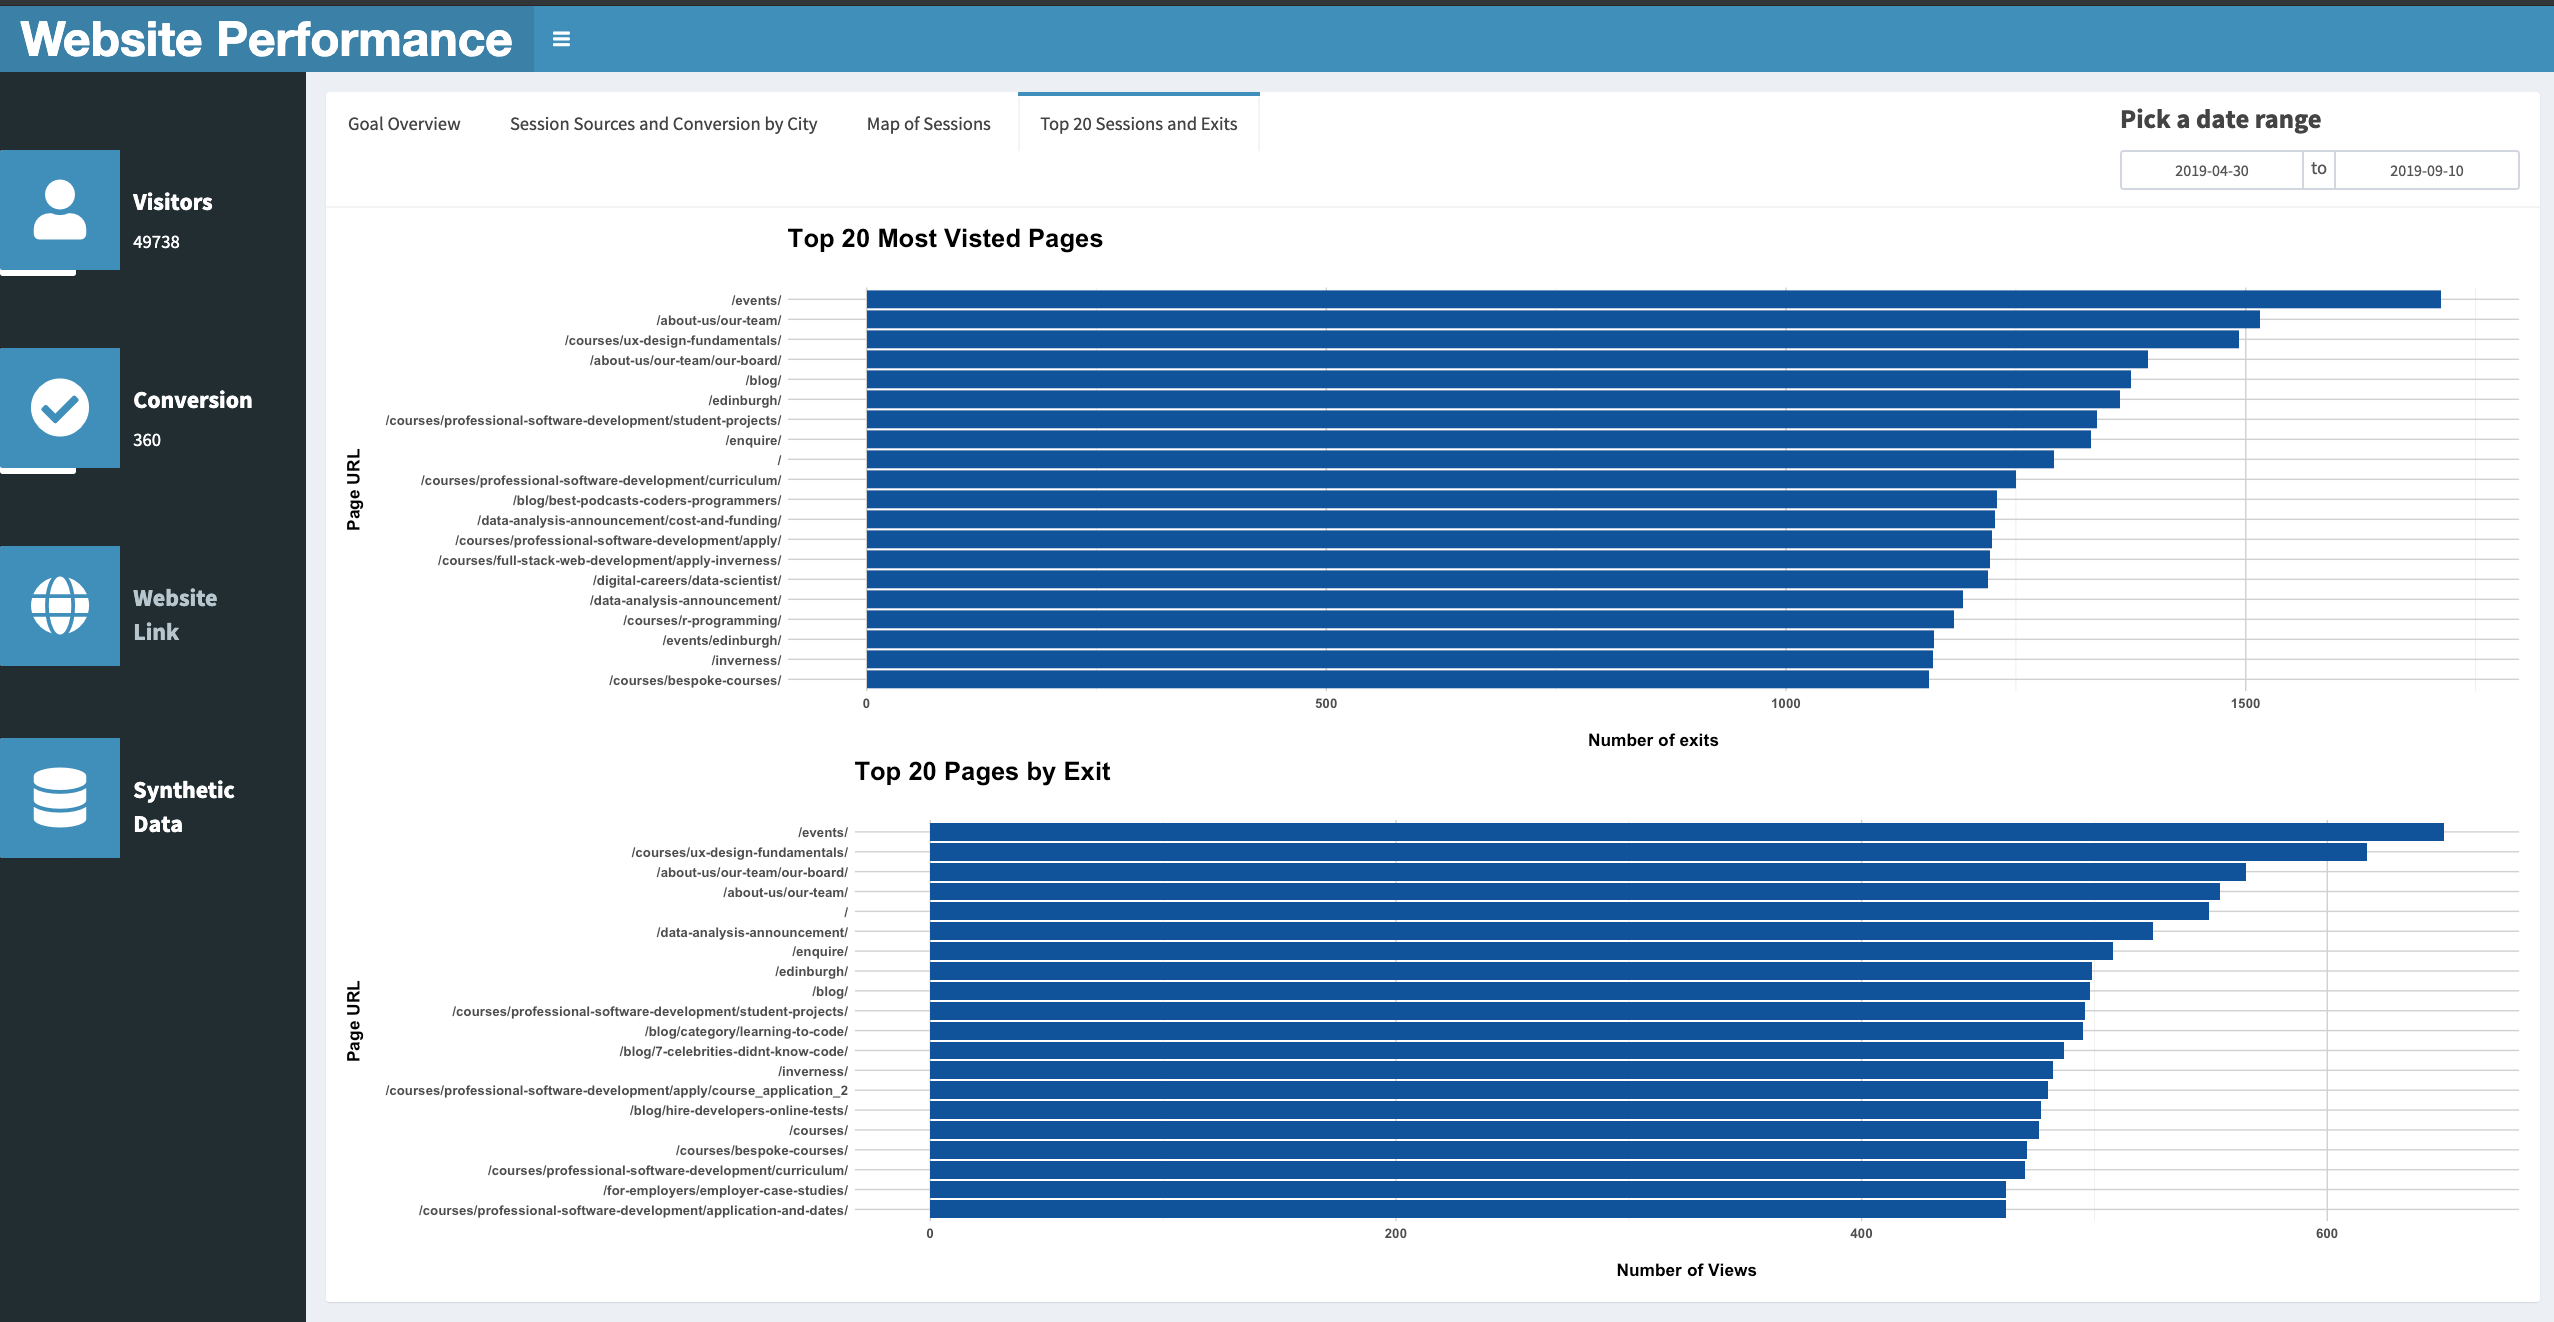 Website Performance
Visitors
49738
Conversion
360
Website
Link
Synthetic
Data
Goal Overview
Session Sources and Conversion by City
Map of Sessions
Top 20 Sessions and Exits
Pick a date range
2019-04-30 to 2019-09-10
Top 20 Most Visted Pages
Page URL
/events/
/about-us/our-team/
/courses/ux-design-fundamentals/
/about-us/our-team/our-board/
/blog/
/edinburgh/
/courses/professional-software-development/student-projects/
/enquire/
/
/courses/professional-software-development/curriculum/
/blog/best-podcasts-coders-programmers/
/data-analysis-announcement/cost-and-funding/
/courses/professional-software-development/apply/
/courses/full-stack-web-development/apply-inverness/
/digital-careers/data-scientist/
/data-analysis-announcement/
/courses/r-programming/
/events/edinburgh/
/inverness/
/courses/bespoke-courses/
0 500 1000 1500
Number of exits
Top 20 Pages by Exit
Page URL
/events/
/courses/ux-design-fundamentals/
/about-us/our-team/our-board/
/about-us/our-team/
/
/data-analysis-announcement/
/enquire/
/edinburgh/
/blog/
/courses/professional-software-development/student-projects/
/blog/category/learning-to-code/
/blog/7-celebrities-didnt-know-code/
/inverness/
/courses/professional-software-development/apply/course_application_2
/blog/hire-developers-online-tests/
/courses/
/courses/bespoke-courses/
/courses/professional-software-development/curriculum/
/for-employers/employer-case-studies/
/courses/professional-software-development/application-and-dates/
0 200 400 600
Number of Views